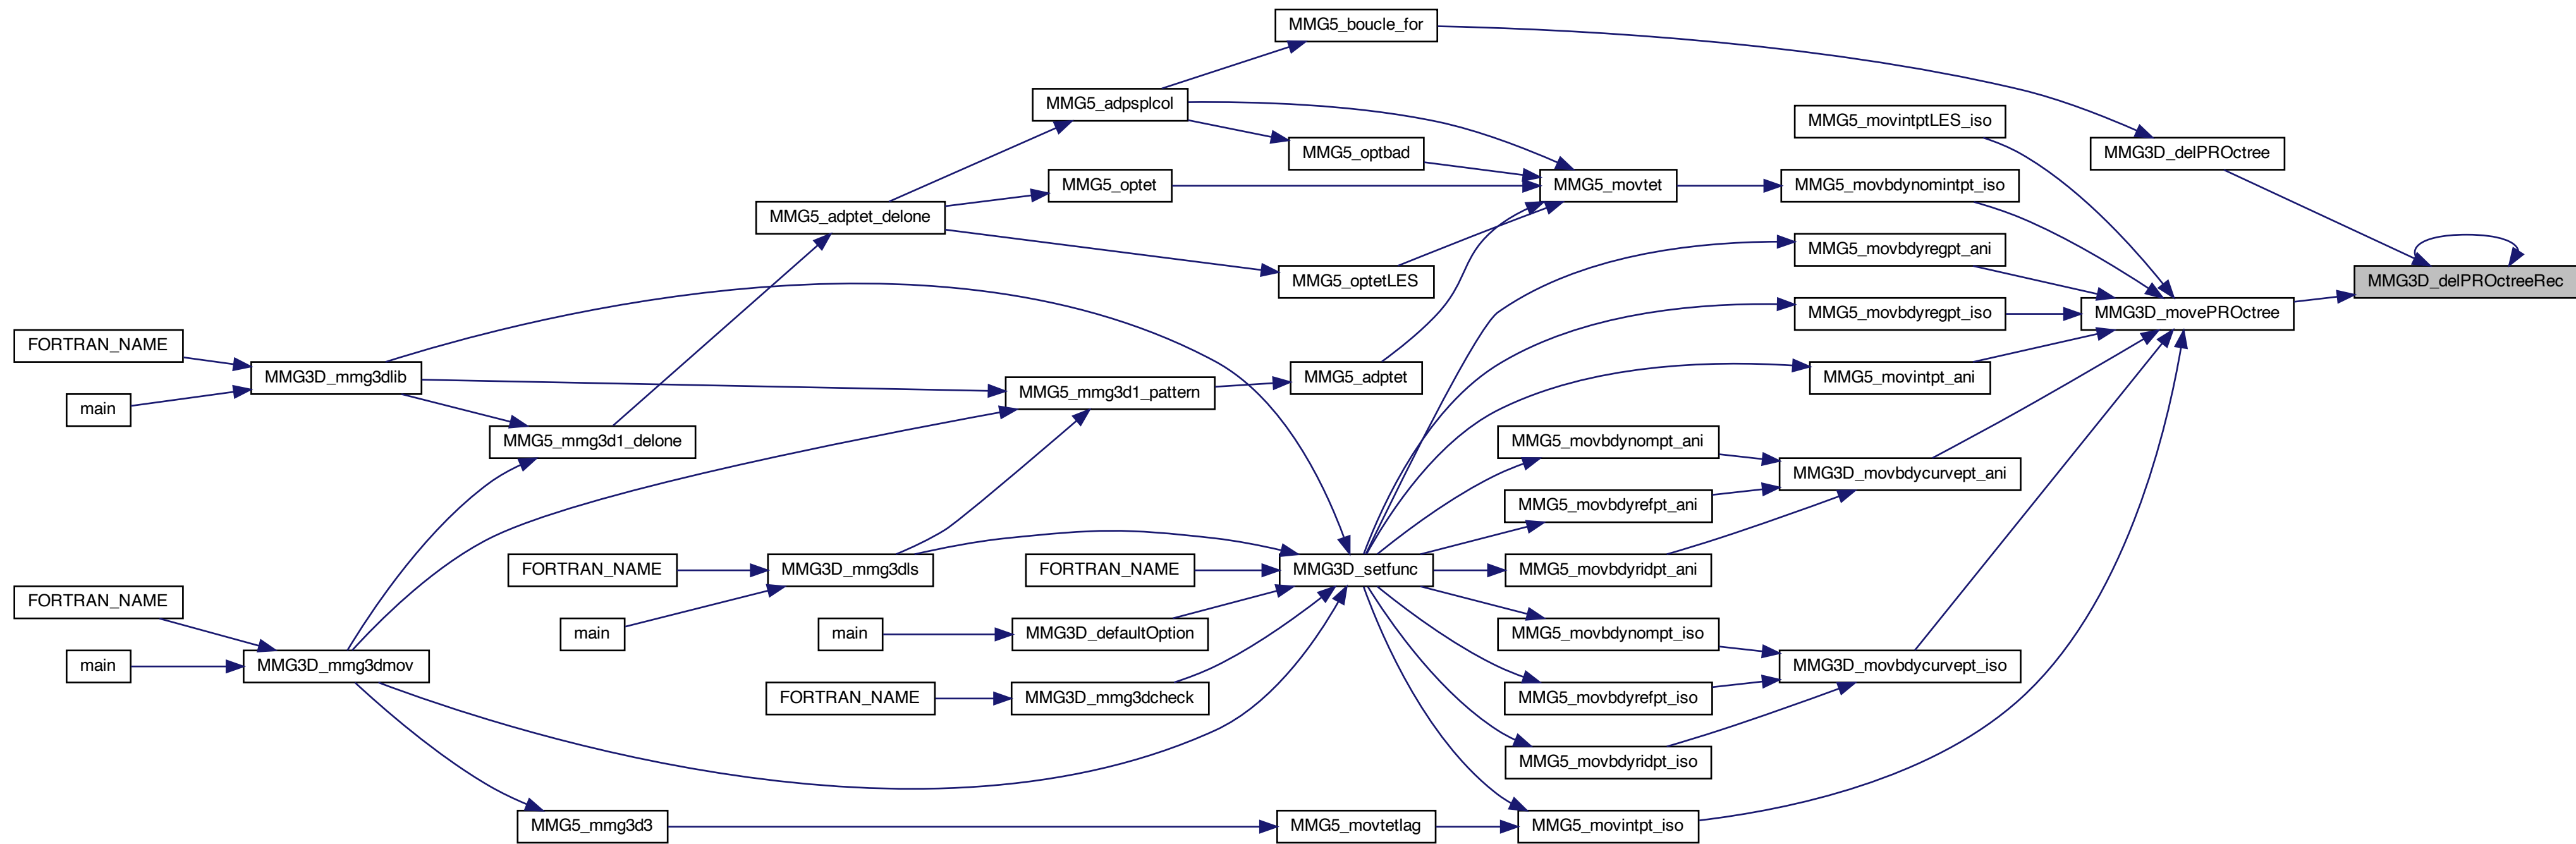 MMG5_boucle_for
MMG5_adpsplcol
MMG5_movintptLES_iso
MMG5_optbad
MMG3D_delPROctree
MMG5_optet
MMG5_movtet
MMG5_movbdynomintpt_iso
MMG5_adptet_delone
MMG5_movbdyregpt_ani
MMG5_optetLES
MMG3D_delPROctreeRec
MMG5_movbdyregpt_iso
MMG3D_movePROctree
FORTRAN_NAME
MMG3D_mmg3dlib
MMG5_adptet
MMG5_movintpt_ani
MMG5_mmg3d1_pattern
main
MMG5_mmg3d1_delone
MMG5_movbdynompt_ani
MMG3D_movbdycurvept_ani
MMG5_movbdyrefpt_ani
FORTRAN_NAME
MMG3D_mmg3dls
FORTRAN_NAME
MMG3D_setfunc
MMG5_movbdyridpt_ani
FORTRAN_NAME
main
main
MMG3D_defaultOption
MMG5_movbdynompt_iso
main
MMG3D_mmg3dmov
MMG3D_movbdycurvept_iso
FORTRAN_NAME
MMG3D_mmg3dcheck
MMG5_movbdyrefpt_iso
MMG5_movbdyridpt_iso
MMG5_mmg3d3
MMG5_movtetlag
MMG5_movintpt_iso